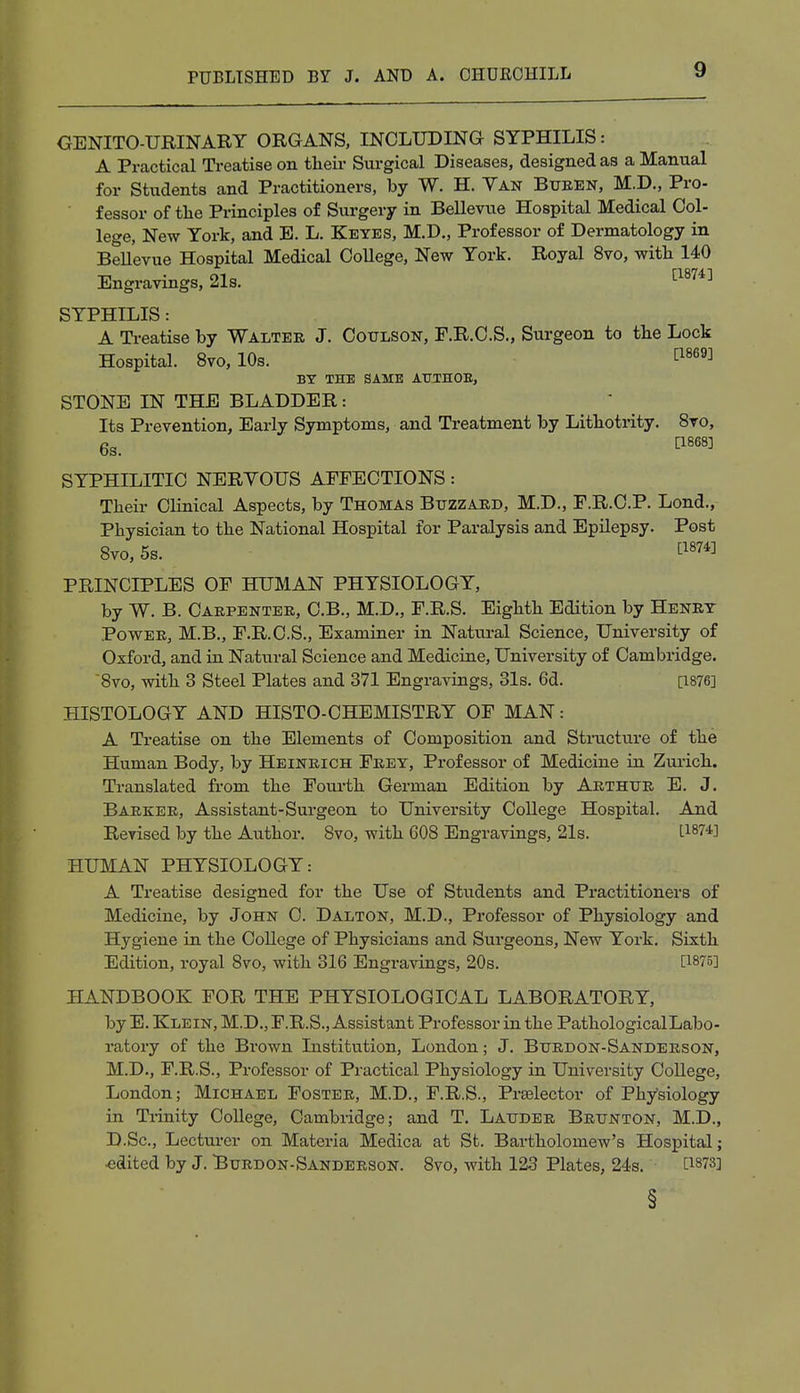 PUBLISHED BY J. AND A. CHURCHILL 9
GENITO-URINARY ORGANS, INCLUDING SYPHILIS:
A Practical Treatise on their Surgical Diseases, designed as a Manual
for Students and Practitioners, by W. H. VAN BUREN, M.D., Pro-
fessor of the Principles of Surgery in Bellevue Hospital Medical Col-
lege, New York, and E. L. KEYES, M.D., Professor of Dermatology in
Bellevue Hospital Medical College, New York. Royal 8vo, with 140
Engravings, 21s. [1874]
SYPHILIS:
A Treatise by WALTER J. COULSON, F.R.C.S., Surgeon to the Lock
Hospital. 8vo, 10s. [1869]
BY THE SAME AUTHOR,
STONE IN THE BLADDER:
Its Prevention, Early Symptoms, and Treatment by Lithotrity. 8vo,
6s. [1868]
SYPHILITIC NERVOUS AFFECTIONS:
Their Clinical Aspects, by THOMAS BUZZARD, M.D., F.R.C.P. Lond.,
Physician to the National Hospital for Paralysis and Epilepsy. Post
8vo, 5s. [1874]
PRINCIPLES OF HUMAN PHYSIOLOGY,
by W. B. CARPENTER, C.B., M.D., F.R.S. Eighth Edition by HENRY
POWER, M.B., F.R.C.S., Examiner in Natural Science, University of
Oxford, and in Natural Science and Medicine, University of Cambridge.
8vo, with 3 Steel Plates and 371 Engravings, 31s. 6d. [1876]
HISTOLOGY AND HISTO-CHEMISTRY OF MAN:
A Treatise on the Elements of Composition and Structure of the
Human Body, by HEINRICH FREY, Professor of Medicine in Zurich.
Translated from the Fourth German Edition by ARTHUR E. J.
BARKER, Assistant-Surgeon to University College Hospital. And
Revised by the Author. 8vo, with 608 Engravings, 21s. [1874]
HUMAN PHYSIOLOGY:
A Treatise designed for the Use of Students and Practitioners of
Medicine, by JOHN C. DALTON, M.D., Professor of Physiology and
Hygiene in the College of Physicians and Surgeons, New York. Sixth
Edition, royal 8vo, with 316 Engravings, 20s. [1875]
HANDBOOK FOR THE PHYSIOLOGICAL LABORATORY,
by E. KLEIN, M.D., F.R.S., Assistant Professor in the Pathological Labo-
ratory of the Brown Institution, London; J. BURDON-SANDERSON,
M.D., F.R.S., Professor of Practical Physiology in University College,
London; MICHAEL FOSTER, M.D., F.R.S., Prælector of Physiology
in Trinity College, Cambridge; and T. LAUDER BRUNTON, M.D.,
D.Sc., Lecturer on Materia Medica at St. Bartholomew's Hospital;
edited by J. BURDON-SANDERSON. 8vo, with 123 Plates, 24s. [1873]
§